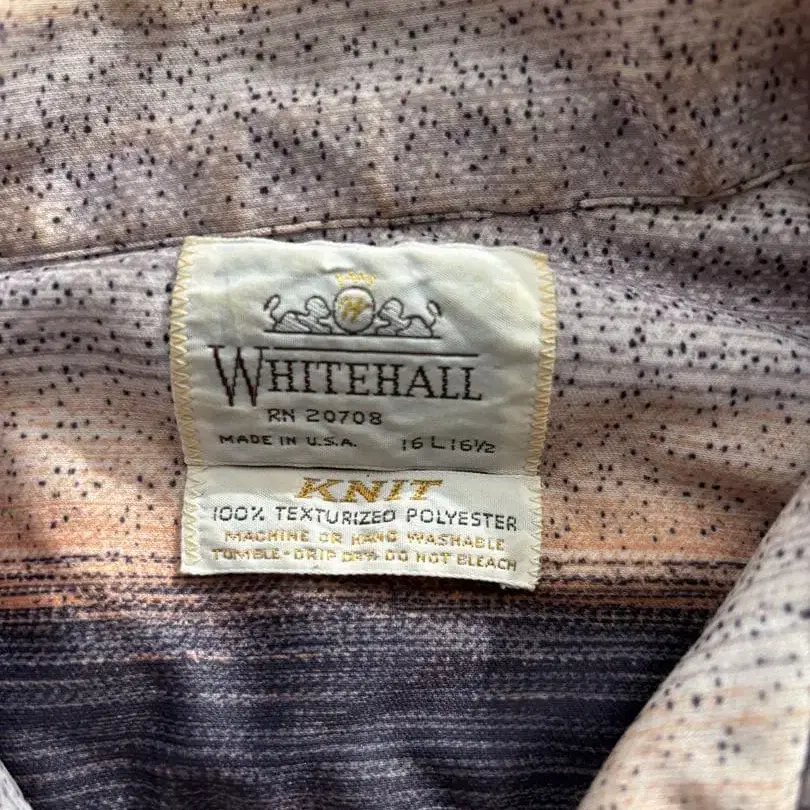 H
WHITEHALL
RN 20708
MADE IN U.S.A. 16 L 16½
KNIT
100% TEXTURIZED POLYESTER
MACHINE OR HAND WASHABLE
TUMBLE-DRIP DRY. DO NOT BLEACH